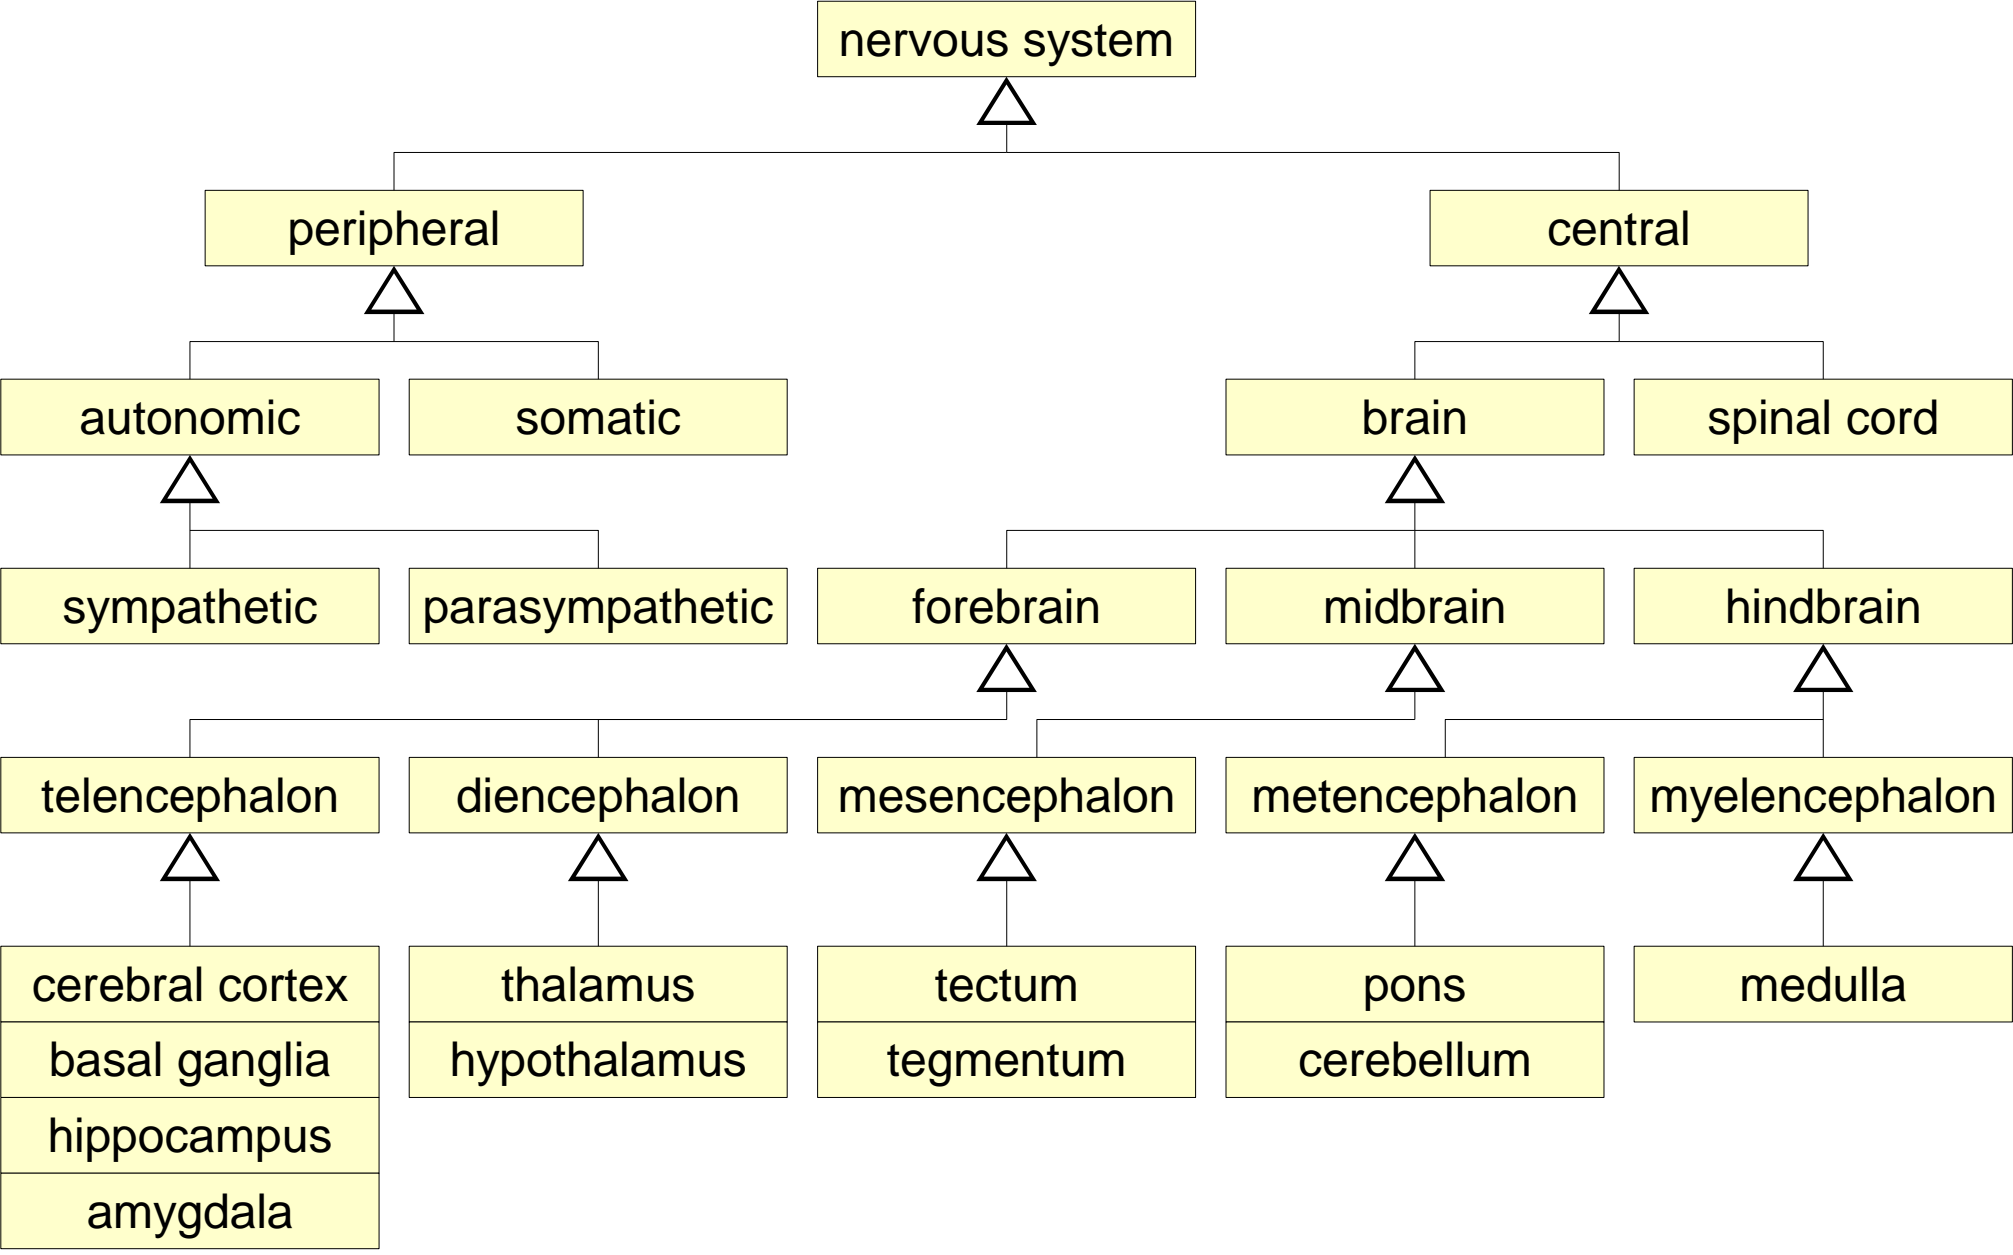 nervous system
peripheral
central
autonomic
somatic
brain
spinal cord
sympathetic
parasympathetic
forebrain
midbrain
hindbrain
telencephalon
diencephalon
mesencephalon
metencephalon
myelencephalon
cerebral cortex
basal ganglia
hippocampus
amygdala
thalamus
hypothalamus
tectum
tegmentum
pons
cerebellum
medulla